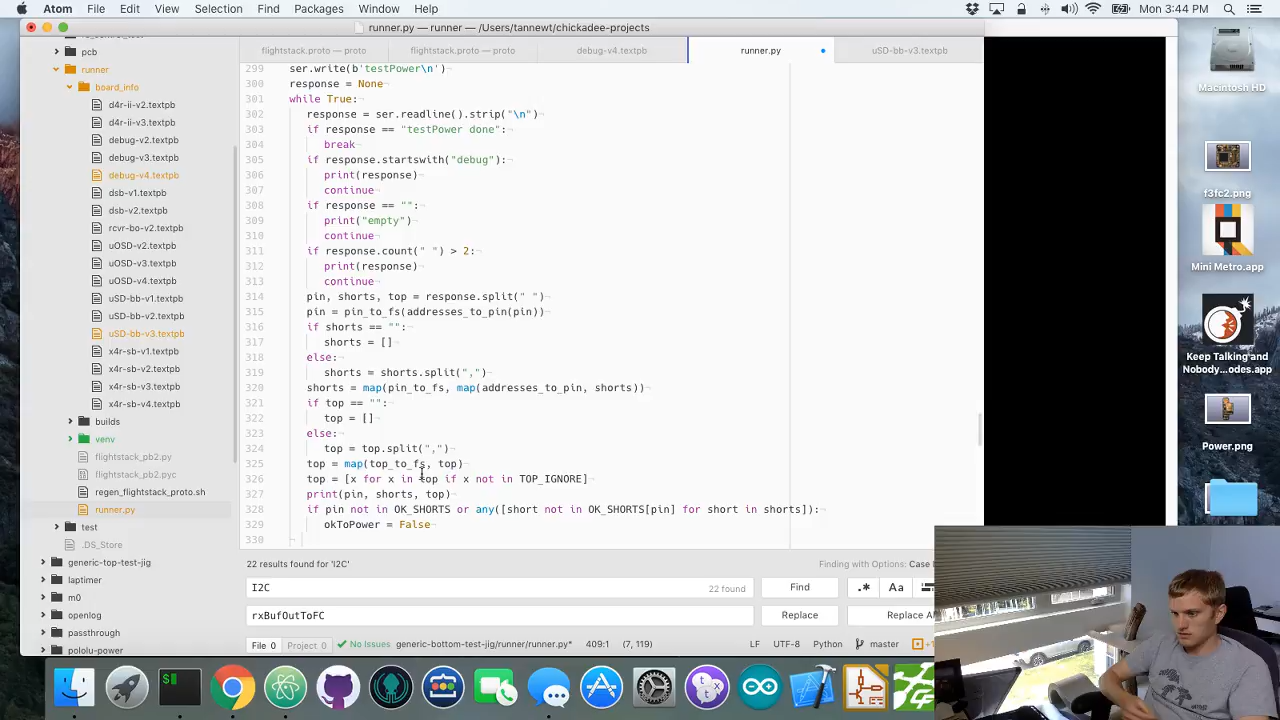 Atom File Edit View Selection Find Packages Window Help Mon 3:44 PM
runner.py — runner — /Users/tannewt/chickadee-projects
flightstack.proto — proto flightstack.proto — proto debug-v4.textpb runner.py uSD-bb-v3.textpb
pcb
runner
board_info
d4r-ii-v2.textpb
d4r-ii-v3.textpb
debug-v2.textpb
debug-v3.textpb
debug-v4.textpb
dsb-v1.textpb
dsb-v2.textpb
rcvr-bo-v2.textpb
uOSD-v2.textpb
uOSD-v3.textpb
uOSD-v4.textpb
uSD-bb-v1.textpb
uSD-bb-v2.textpb
uSD-bb-v3.textpb
x4r-sb-v1.textpb
x4r-sb-v2.textpb
x4r-sb-v3.textpb
x4r-sb-v4.textpb
builds
venv
flightstack_pb2.py
flightstack_pb2.pyc
regen_flightstack_proto.sh
runner.py
test
.DS_Store
generic-top-test-jig
laptimer
m0
openlog
passthrough
pololu-power
299 ser.write(b'testPower\n')
300 response = None
301 while True:
302 response = ser.readline().strip("\n")
303 if response == "testPower done":
304 break
305 if response.startswith("debug"):
306 print(response)
307 continue
308 if response == "":
309 print("empty")
310 continue
311 if response.count(" ") > 2:
312 print(response)
313 continue
314 pin, shorts, top = response.split(" ")
315 pin = pin_to_fs(addresses_to_pin(pin))
316 if shorts == "":
317 shorts = []
318 else:
319 shorts = shorts.split(",")
320 shorts = map(pin_to_fs, map(addresses_to_pin, shorts))
321 if top == "":
322 top = []
323 else:
324 top = top.split(",")
325 top = map(top_to_fs, top)
326 top = [x for x in top if x not in TOP_IGNORE]
327 print(pin, shorts, top)
328 if pin not in OK_SHORTS or any([short not in OK_SHORTS[pin] for short in shorts]):
329 okToPower = False
330
22 results found for 'I2C' Finding with Options: Case
I2C 22 found Find .* Aa
rxBufOutToFC Replace
File 0 Project 0 No Issues generic-bottom-test-jig/runner/runner.py* 409:1 (7, 119) LF UTF-8 Python master
Macintosh HD
f3fc2.png
Mini Metro.app
Keep Talking and Nobody...odes.app
Power.png